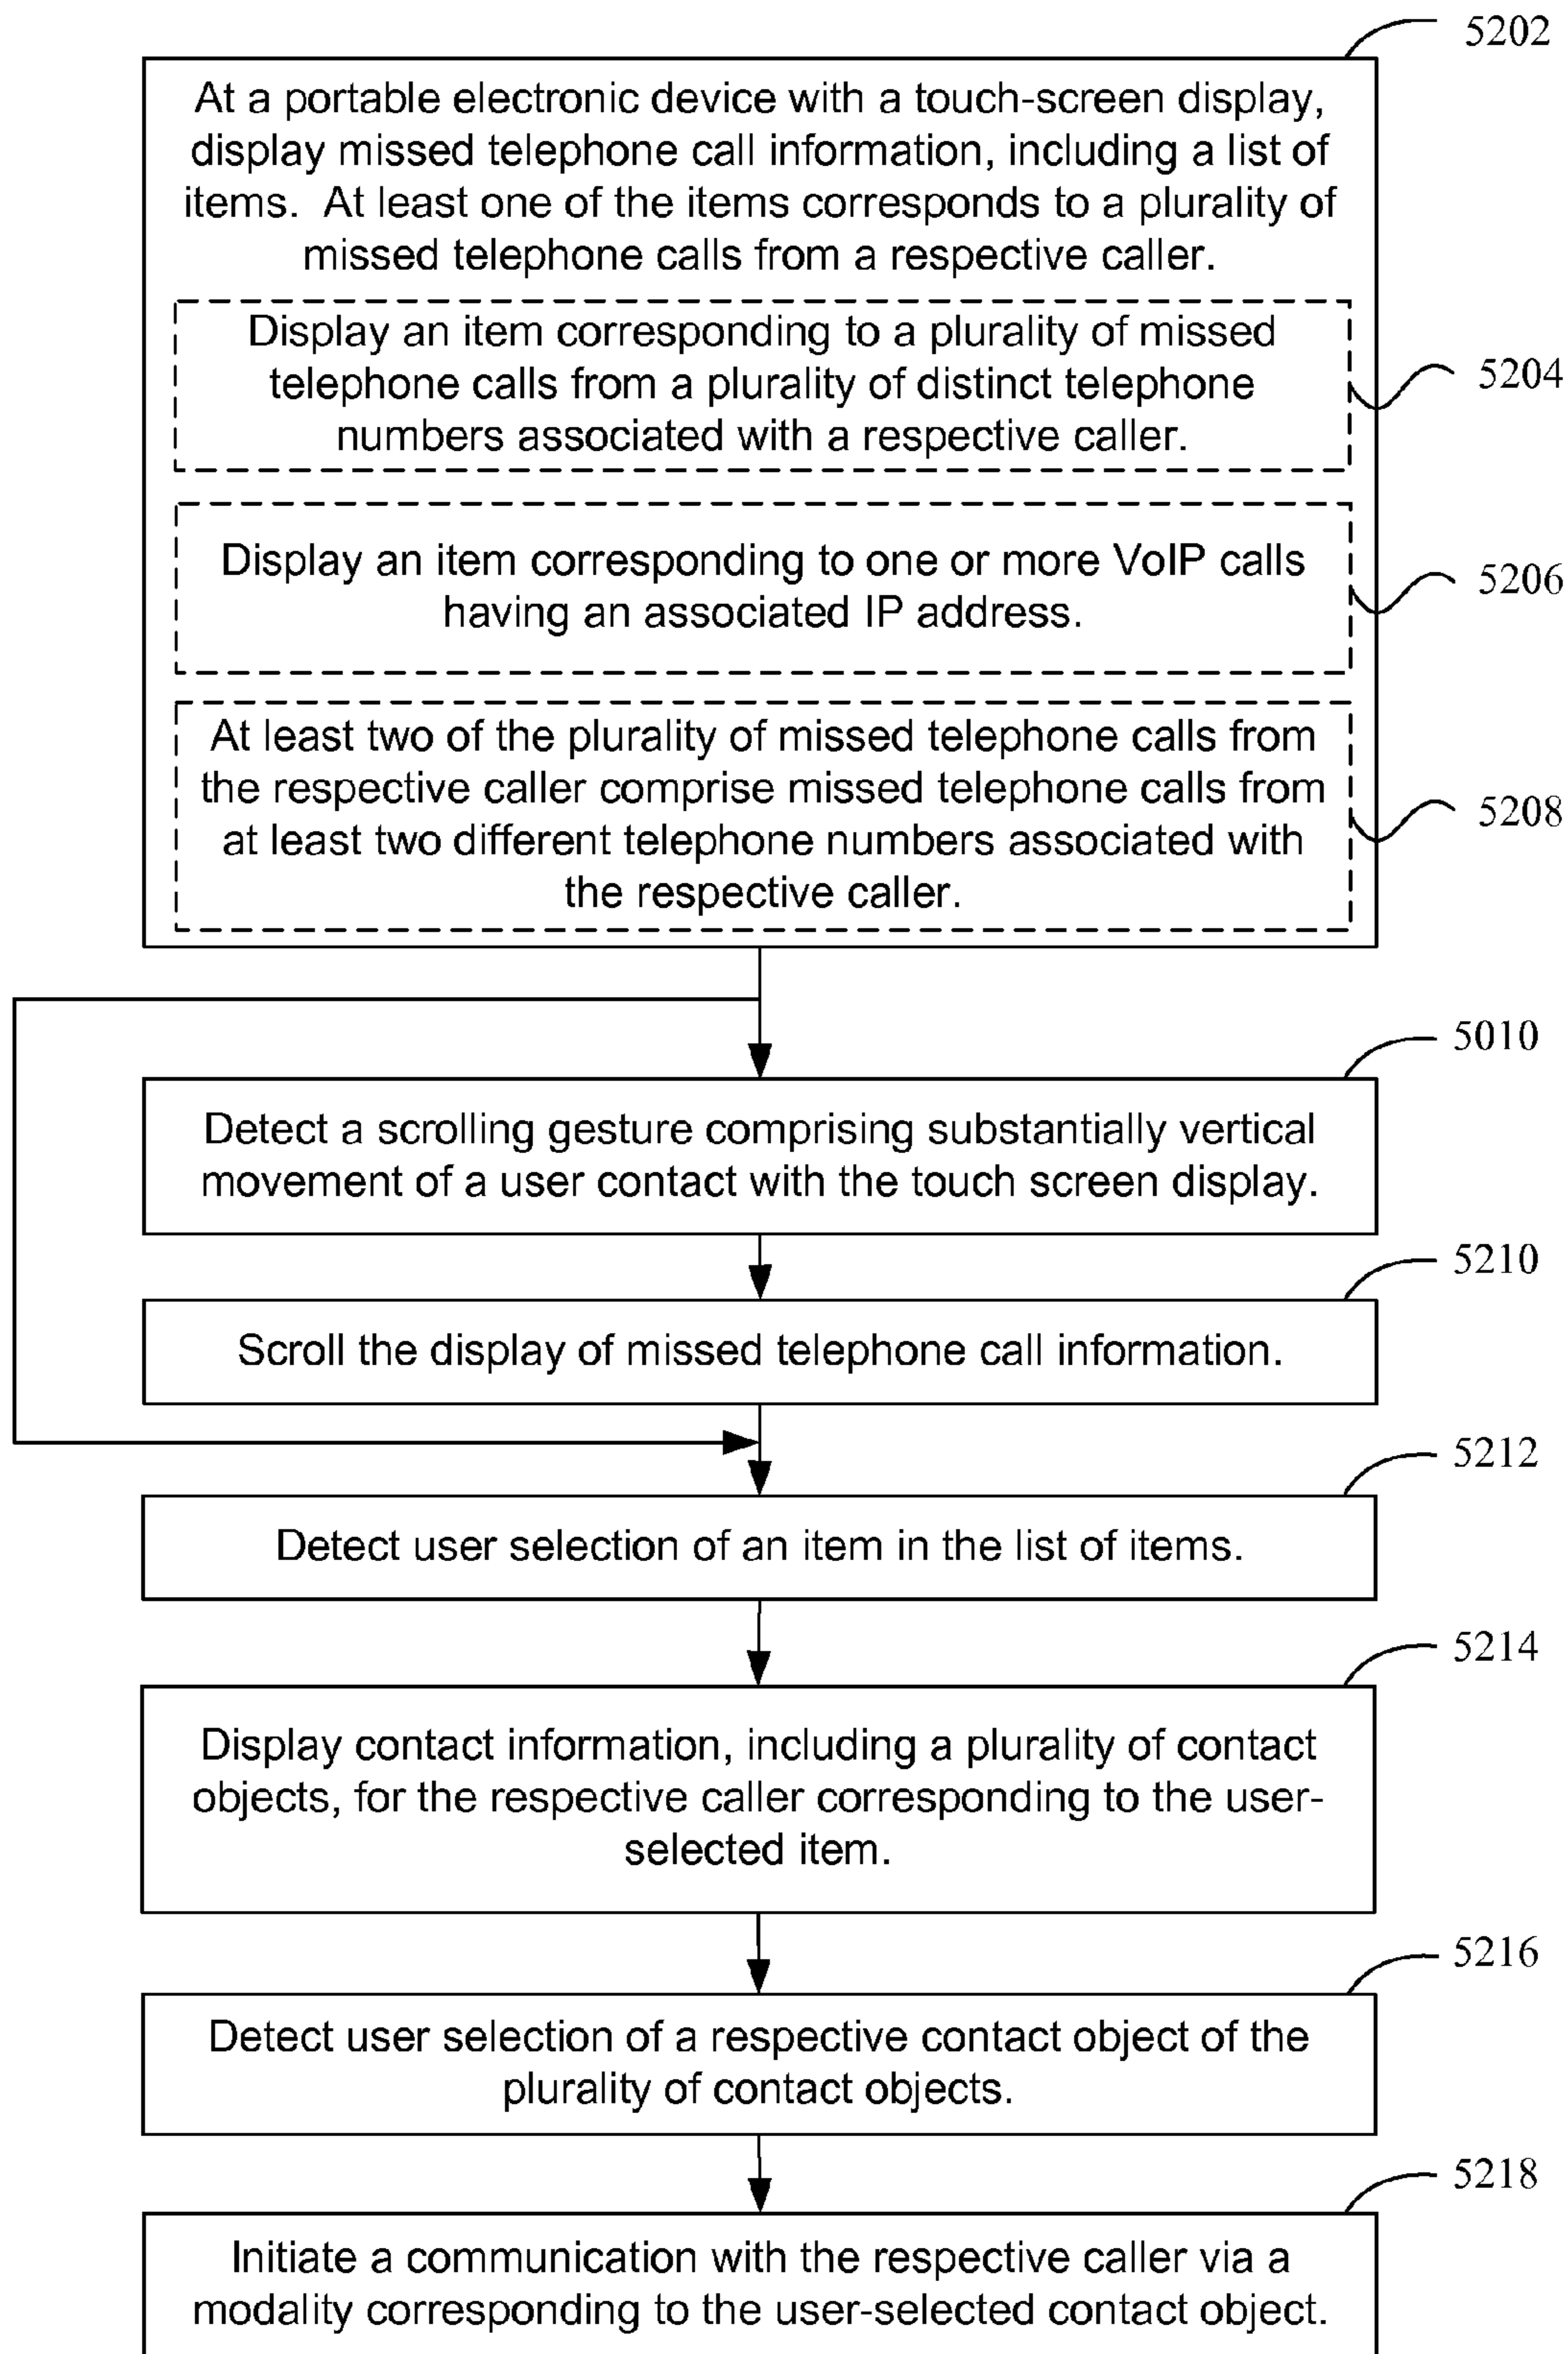 5202
At a portable electronic device with a touch-screen display,
display missed telephone call information, including a list of
items. At least one of the items corresponds to a plurality of
missed telephone calls from a respective caller.
Display an item corresponding to a plurality of missed
telephone calls from a plurality of distinct telephone
numbers associated with a respective caller.
5204
Display an item corresponding to one or more VoIP calls
having an associated IP address.
5206
At least two of the plurality of missed telephone calls from
the respective caller comprise missed telephone calls from
at least two different telephone numbers associated with
the respective caller.
5208
5010
Detect a scrolling gesture comprising substantially vertical
movement of a user contact with the touch screen display.
5210
Scroll the display of missed telephone call information.
5212
Detect user selection of an item in the list of items.
5214
Display contact information, including a plurality of contact
objects, for the respective caller corresponding to the user-
selected item.
5216
Detect user selection of a respective contact object of the
plurality of contact objects.
5218
Initiate a communication with the respective caller via a
modality corresponding to the user-selected contact object.